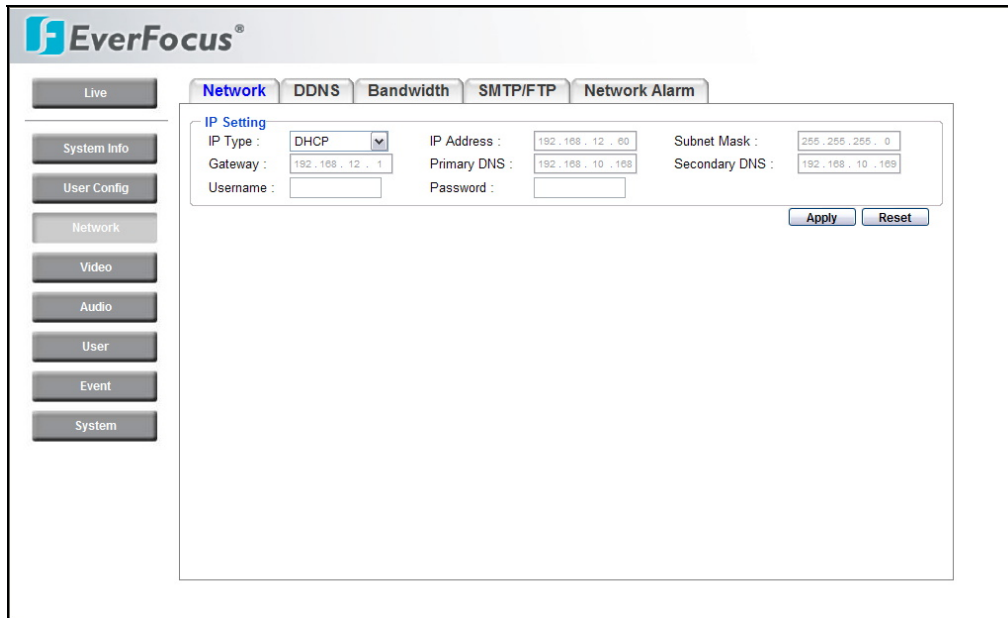 EverFocus®
Live
System Info
User Config
Network
Video
Audio
User
Event
System
Network DDNS Bandwidth SMTP/FTP Network Alarm
IP Setting
IP Type : DHCP IP Address : 192.168.12.60 Subnet Mask : 255.255.255.0
Gateway : 192.168.12.1 Primary DNS : 192.168.10.168 Secondary DNS : 192.168.10.169
Username : Password :
Apply Reset